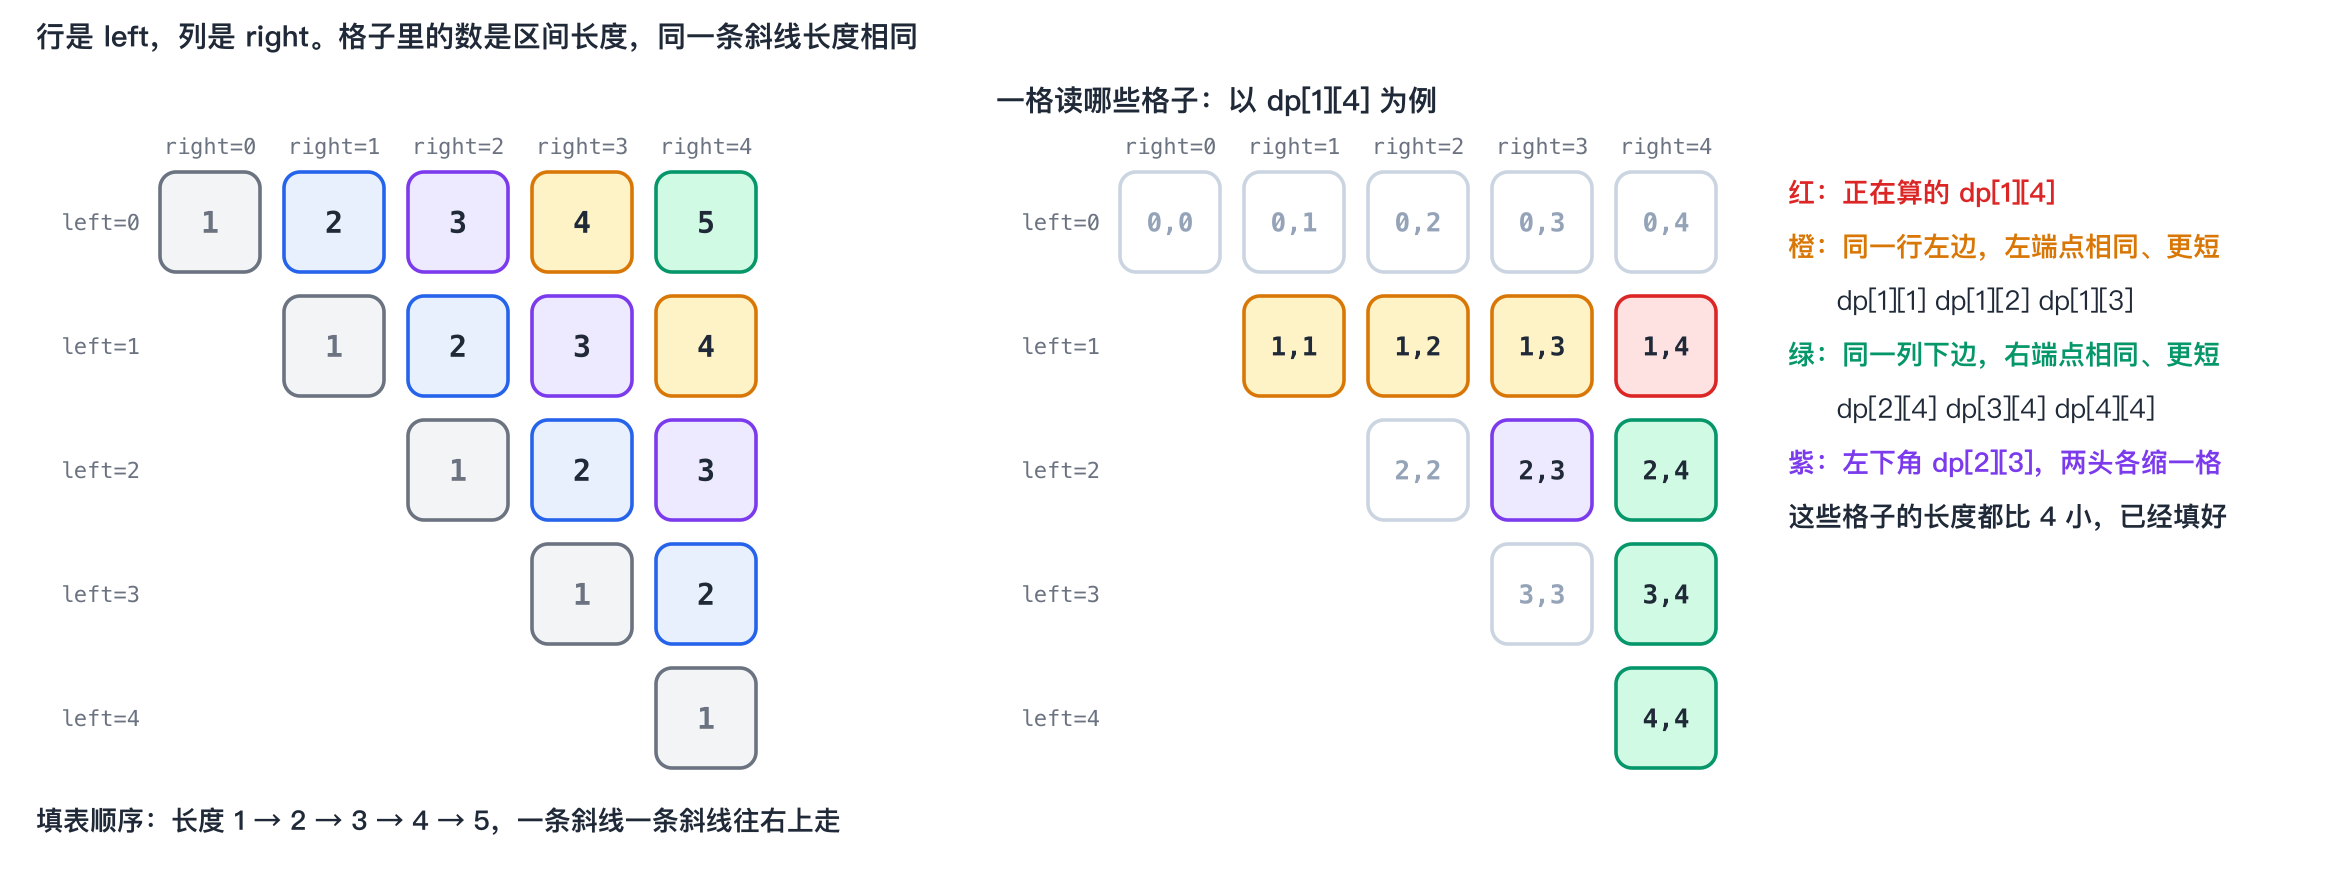 行是 left，列是 right。格子里的数是区间长度，同一条斜线长度相同
right=0 right=1 right=2 right=3 right=4
left=0 1 2 3 4 5
left=1 1 2 3 4
left=2 1 2 3
left=3 1 2
left=4 1
填表顺序：长度 1 → 2 → 3 → 4 → 5，一条斜线一条斜线往右上走
一格读哪些格子：以 dp[1][4] 为例
right=0 right=1 right=2 right=3 right=4
left=0 0,0 0,1 0,2 0,3 0,4
left=1 1,1 1,2 1,3 1,4
left=2 2,2 2,3 2,4
left=3 3,3 3,4
left=4 4,4
红：正在算的 dp[1][4]
橙：同一行左边，左端点相同、更短
dp[1][1] dp[1][2] dp[1][3]
绿：同一列下边，右端点相同、更短
dp[2][4] dp[3][4] dp[4][4]
紫：左下角 dp[2][3]，两头各缩一格
这些格子的长度都比 4 小，已经填好